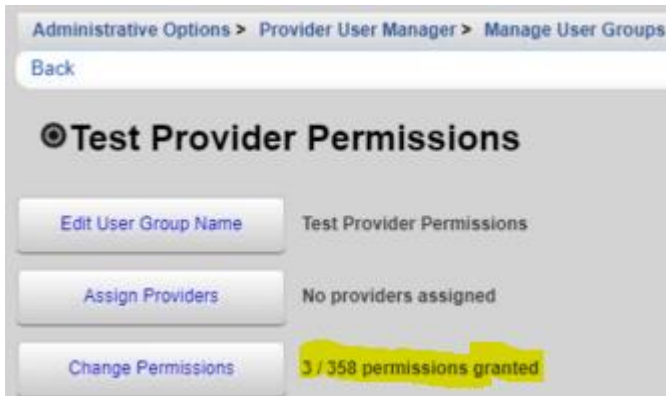 Administrative Options > Provider User Manager > Manage User Groups
Back
Test Provider Permissions
Edit User Group Name Test Provider Permissions
Assign Providers No providers assigned
Change Permissions 3 / 358 permissions granted